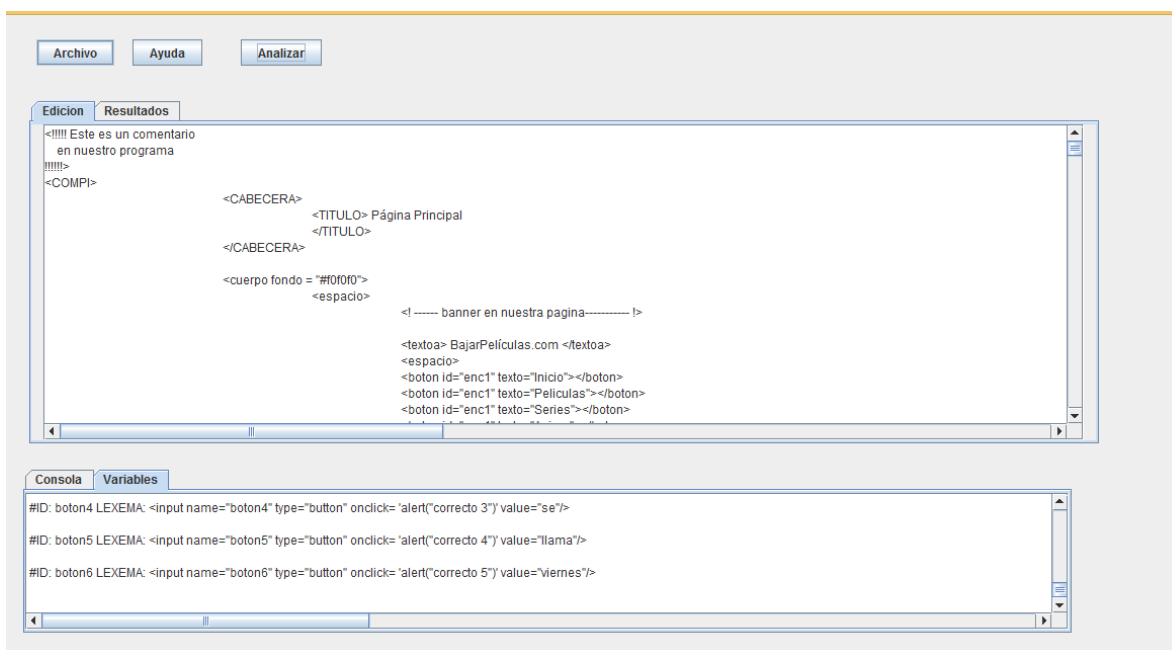 Archivo Ayuda Analizar
Edicion Resultados
<!!!!! Este es un comentario
en nuestro programa
!!!!!!>
<COMPI>
<CABECERA>
<TITULO> Página Principal
</TITULO>
</CABECERA>
<cuerpo fondo = "#f0f0f0">
<espacio>
<! ------ banner en nuestra pagina----------- !>
<textoa> BajarPelículas.com </textoa>
<espacio>
<boton id="enc1" texto="Inicio"></boton>
<boton id="enc1" texto="Peliculas"></boton>
<boton id="enc1" texto="Series"></boton>
Consola Variables
#ID: boton4 LEXEMA: <input name="boton4" type="button" onclick= 'alert("correcto 3")' value="se"/>
#ID: boton5 LEXEMA: <input name="boton5" type="button" onclick= 'alert("correcto 4")' value="llama"/>
#ID: boton6 LEXEMA: <input name="boton6" type="button" onclick= 'alert("correcto 5")' value="viernes"/>